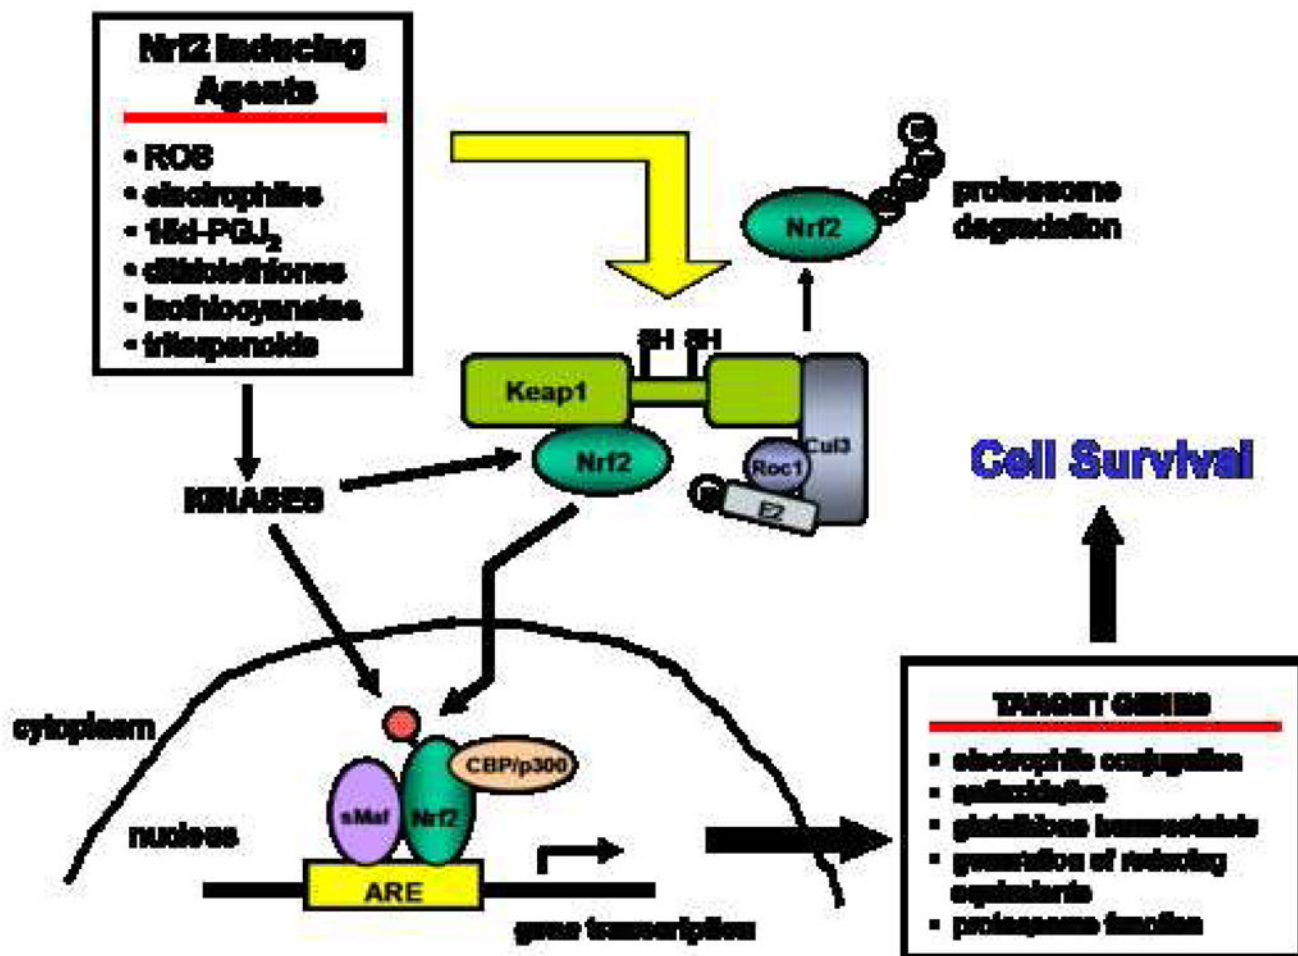 Nrf2 Inducing
Agents
• ROS
• electrophiles
• 15d-PGJ2
• dithiolethiones
• isothiocyanates
• triterpenoids
proteasome
degradation
Nrf2
SH SH
Keap1
Nrf2
Cul3
Roc1
E2
KINASES
Cell Survival
cytoplasm
nucleus
CBP/p300
sMaf
Nrf2
ARE
gene transcription
TARGET GENES
• electrophile conjugation
• antioxidative
• glutathione homeostasis
• generation of reducing
equivalents
• proteasome function